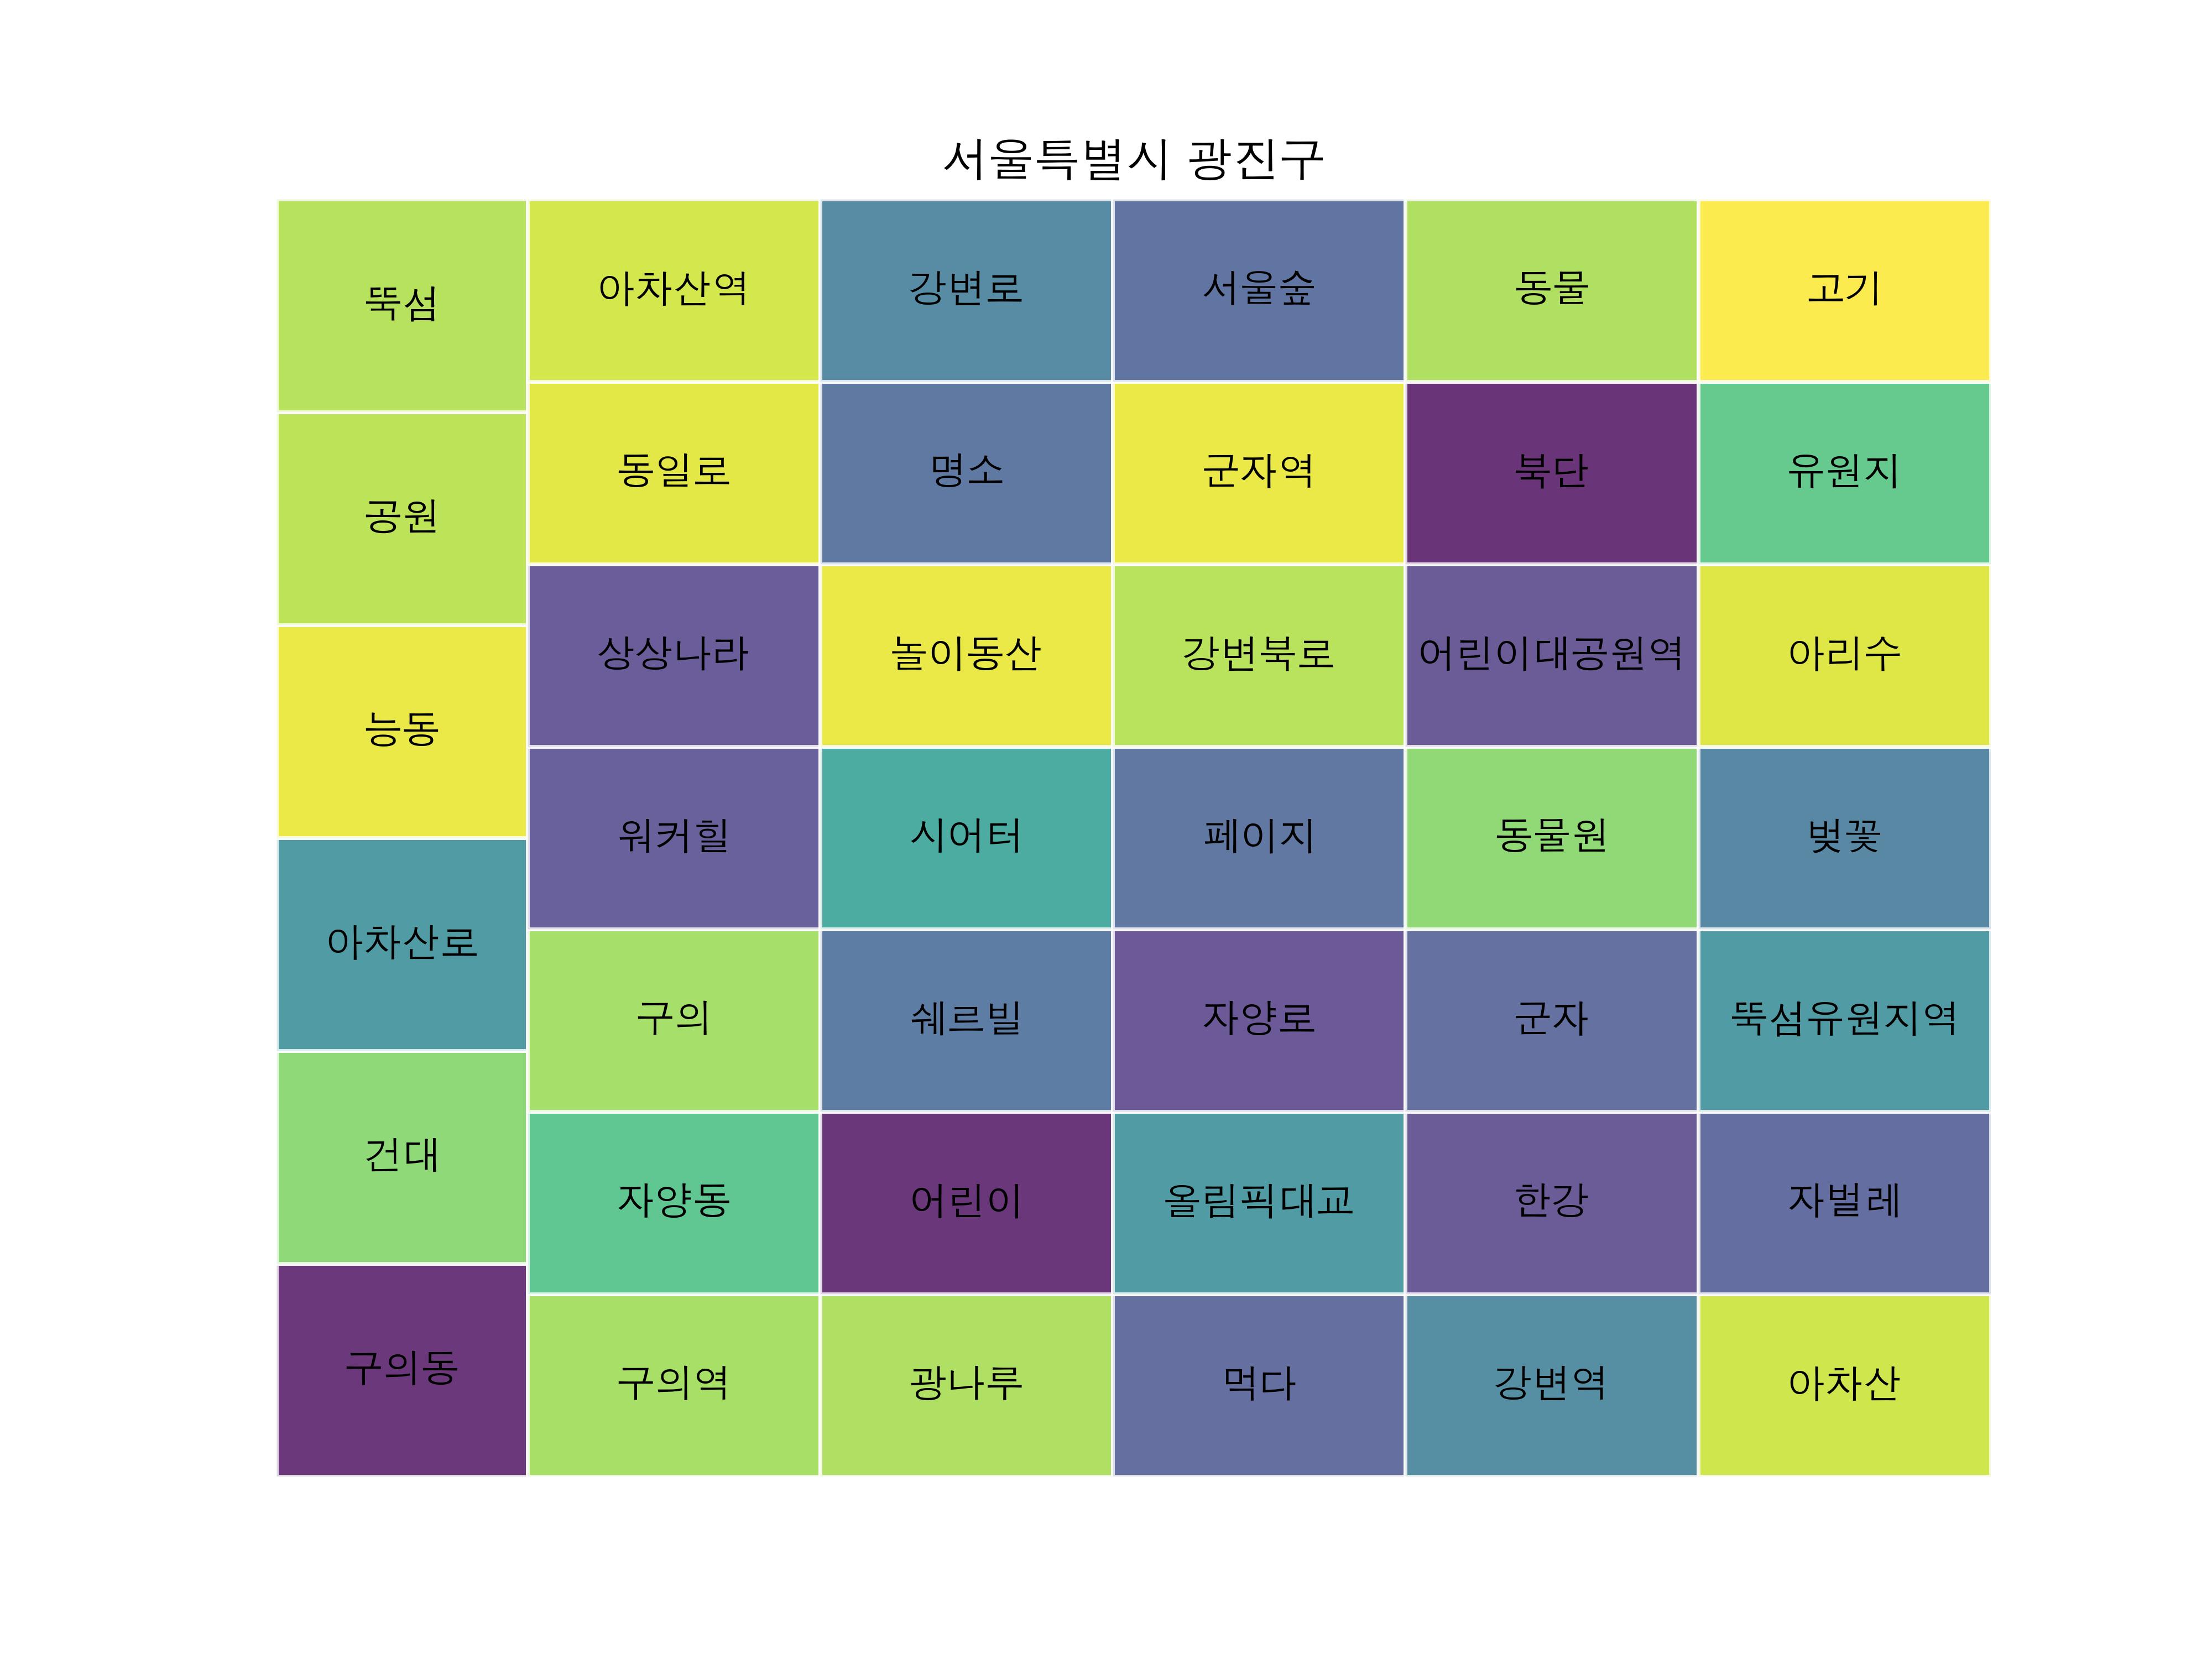 서울특별시 광진구
뚝섬
아차산역
강변로
서울숲
동물
고기
공원
동일로
명소
군자역
북단
유원지
능동
상상나라
놀이동산
강변북로
어린이대공원역
아리수
아차산로
워커힐
시어터
페이지
동물원
벚꽃
건대
구의
쉐르빌
자양로
군자
뚝섬유원지역
구의동
자양동
어린이
올림픽대교
한강
자벌레
구의역
광나루
먹다
강변역
아차산